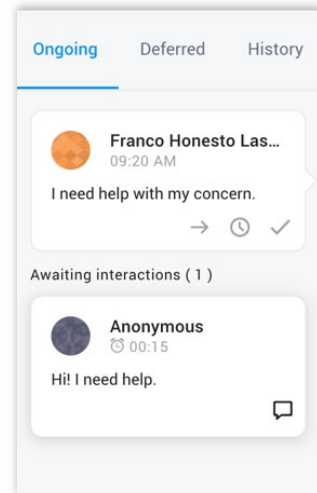 Ongoing Deferred History
Franco Honesto Las...
09:20 AM
I need help with my concern.
Awaiting interactions ( 1 )
Anonymous
00:15
Hi! I need help.